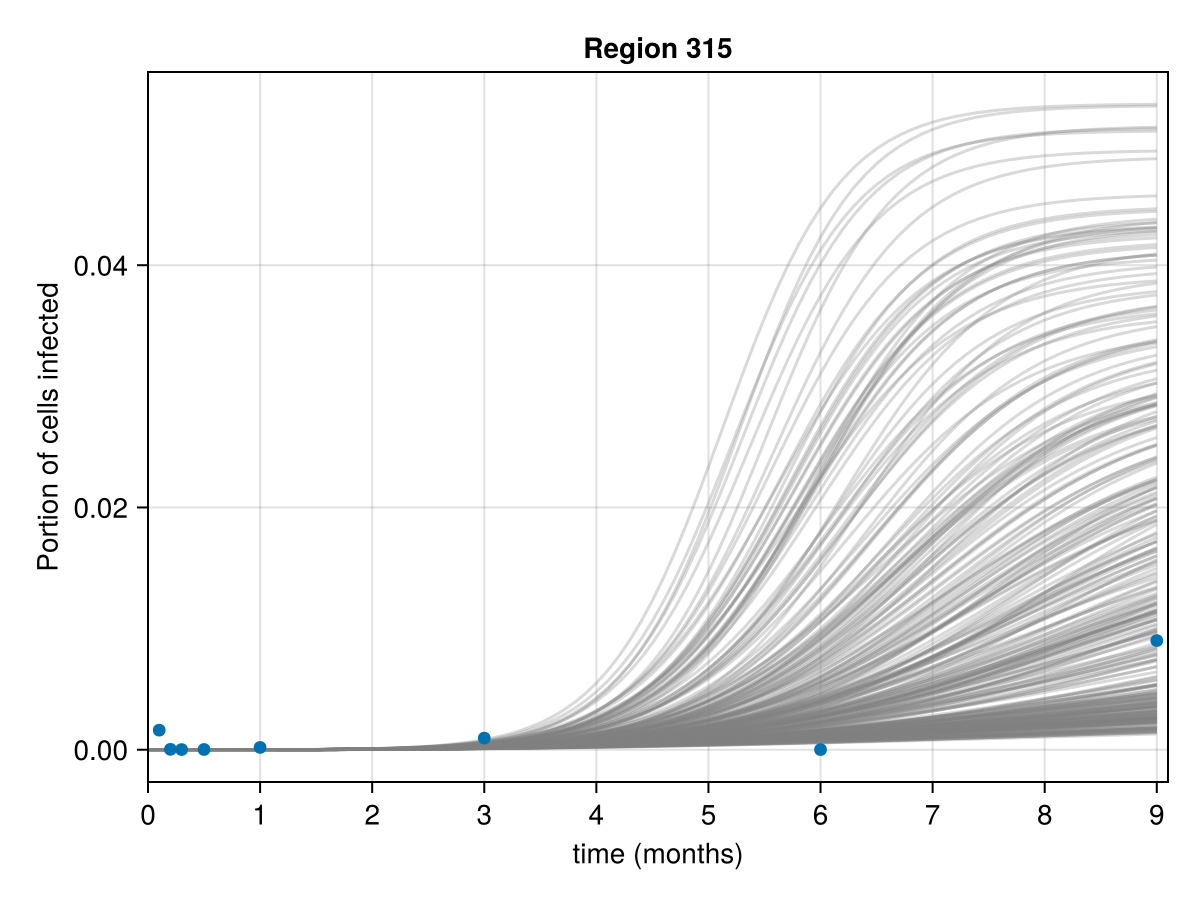 Region 315
Portion of cells infected
0.04
0.02
0.00
0 1 2 3 4 5 6 7 8 9
time (months)